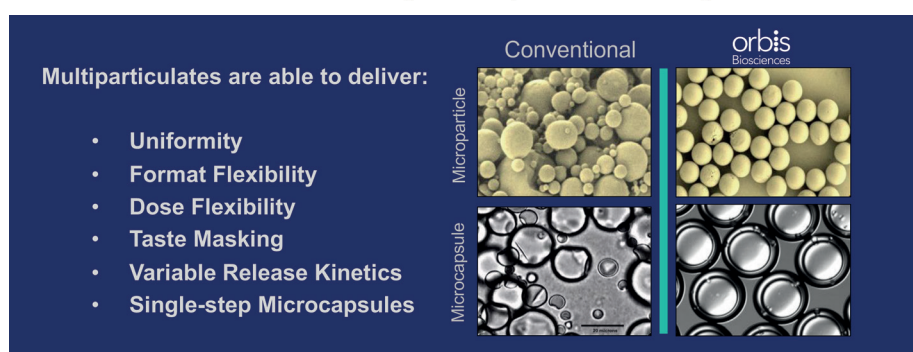 Multiparticulates are able to deliver:
• Uniformity
• Format Flexibility
• Dose Flexibility
• Taste Masking
• Variable Release Kinetics
• Single-step Microcapsules
Conventional
orbis
Biosciences
Microparticle
Microcapsule